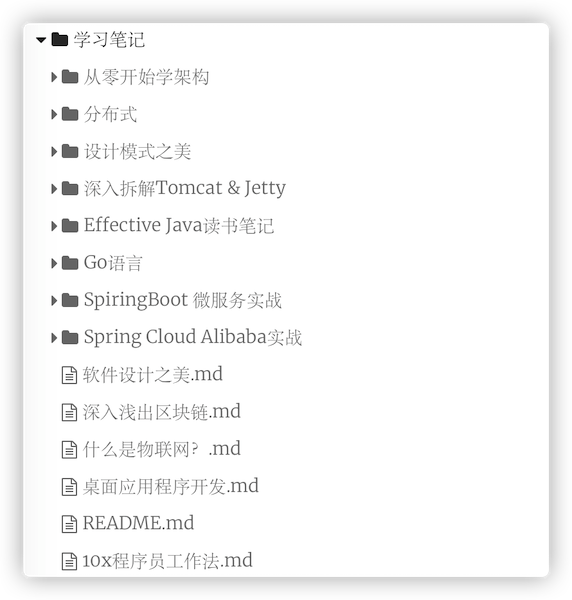 学习笔记
从零开始学架构
分布式
设计模式之美
深入拆解Tomcat & Jetty
Effective Java读书笔记
Go语言
SpiringBoot 微服务实战
Spring Cloud Alibaba实战
软件设计之美.md
深入浅出区块链.md
什么是物联网？.md
桌面应用程序开发.md
README.md
10x程序员工作法.md